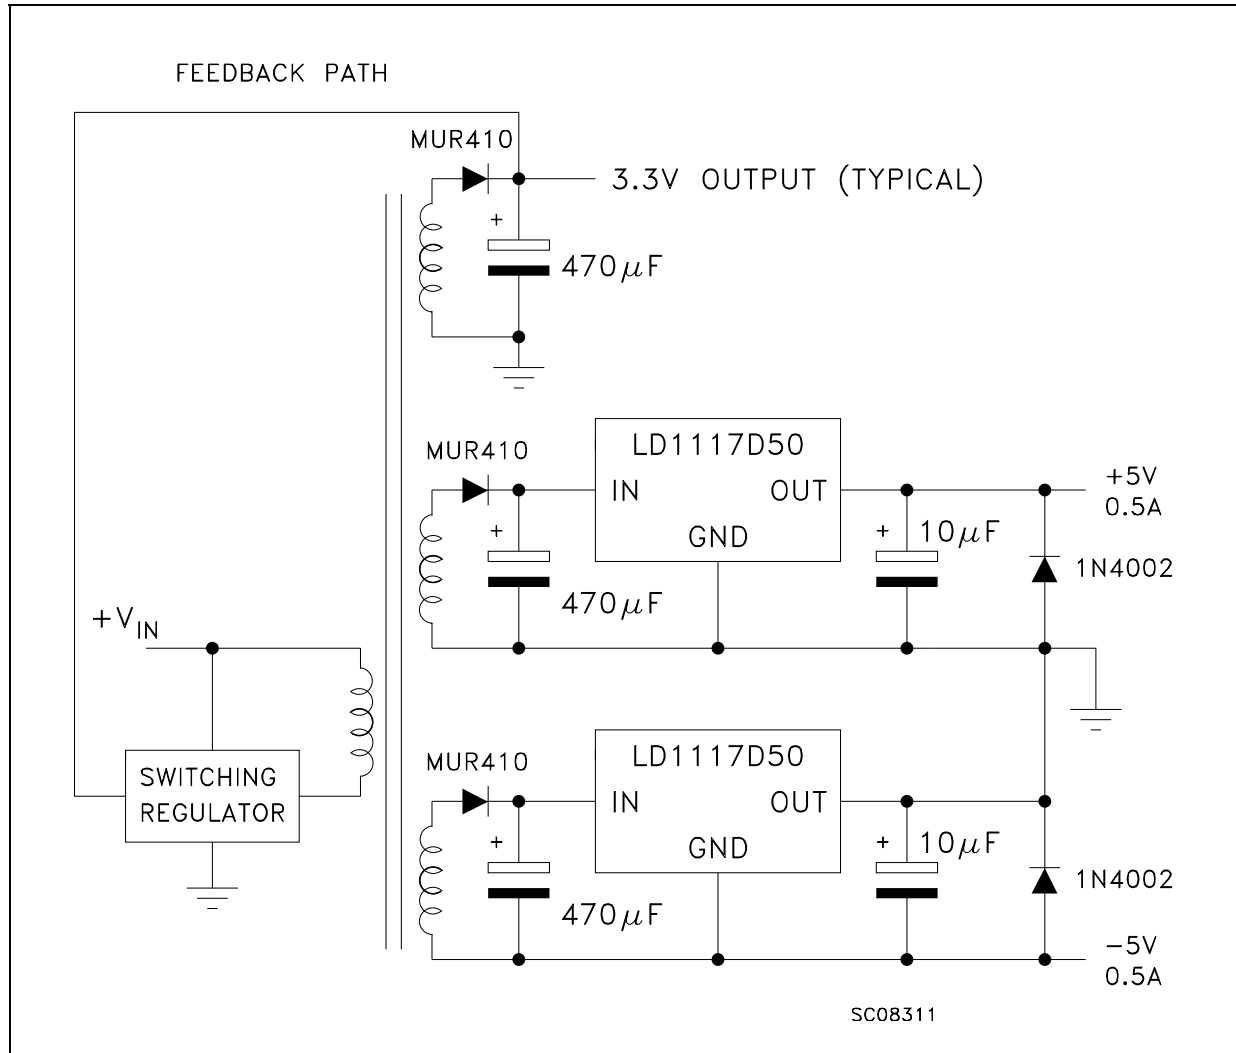 FEEDBACK PATH
MUR410
3.3V OUTPUT (TYPICAL)
+
470µF
MUR410
LD1117D50
IN
OUT
GND
+
470µF
+
10µF
+5V
0.5A
1N4002
+VIN
SWITCHING
REGULATOR
MUR410
LD1117D50
IN
OUT
GND
+
470µF
+
10µF
1N4002
−5V
0.5A
SC08311